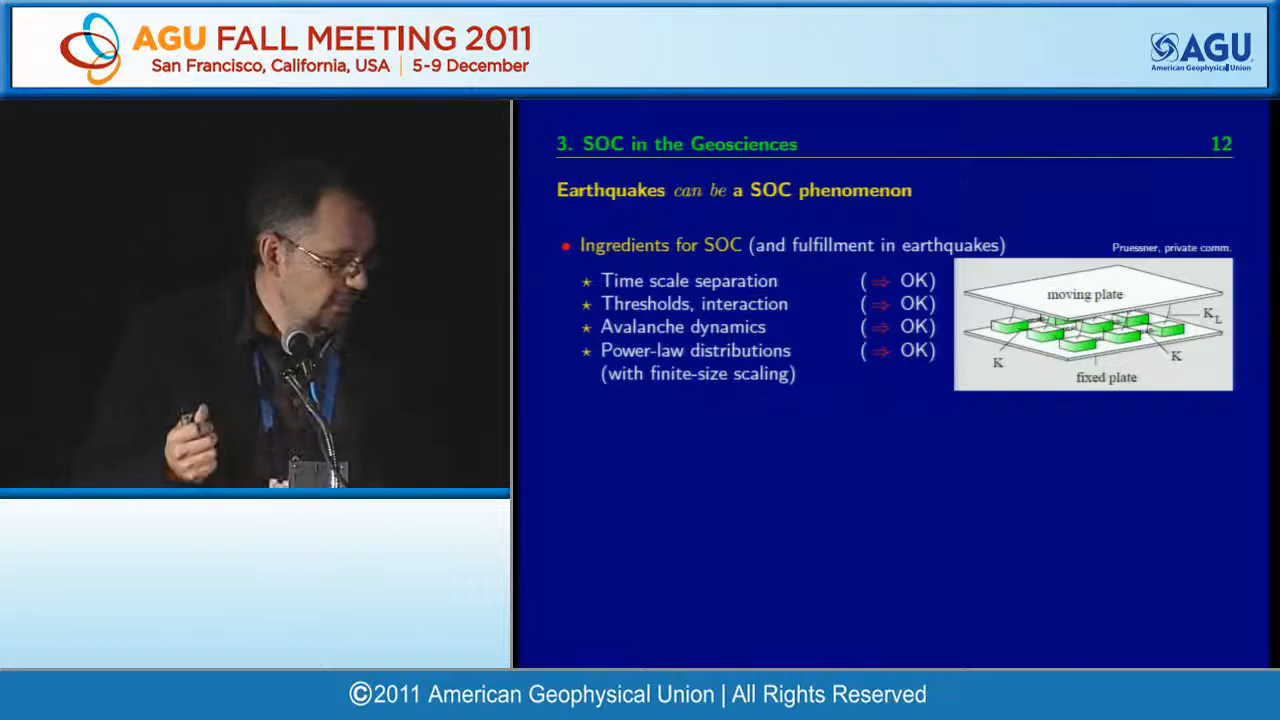 AGU FALL MEETING 2011
San Francisco, California, USA | 5-9 December
AGU
American Geophysical Union
3. SOC in the Geosciences 12
Earthquakes can be a SOC phenomenon
• Ingredients for SOC (and fulfillment in earthquakes)
Pruessner, private comm.
⋆ Time scale separation (⇒ OK)
⋆ Thresholds, interaction (⇒ OK)
⋆ Avalanche dynamics (⇒ OK)
⋆ Power-law distributions (⇒ OK)
(with finite-size scaling)
moving plate
K_L
K
K
fixed plate
©2011 American Geophysical Union | All Rights Reserved